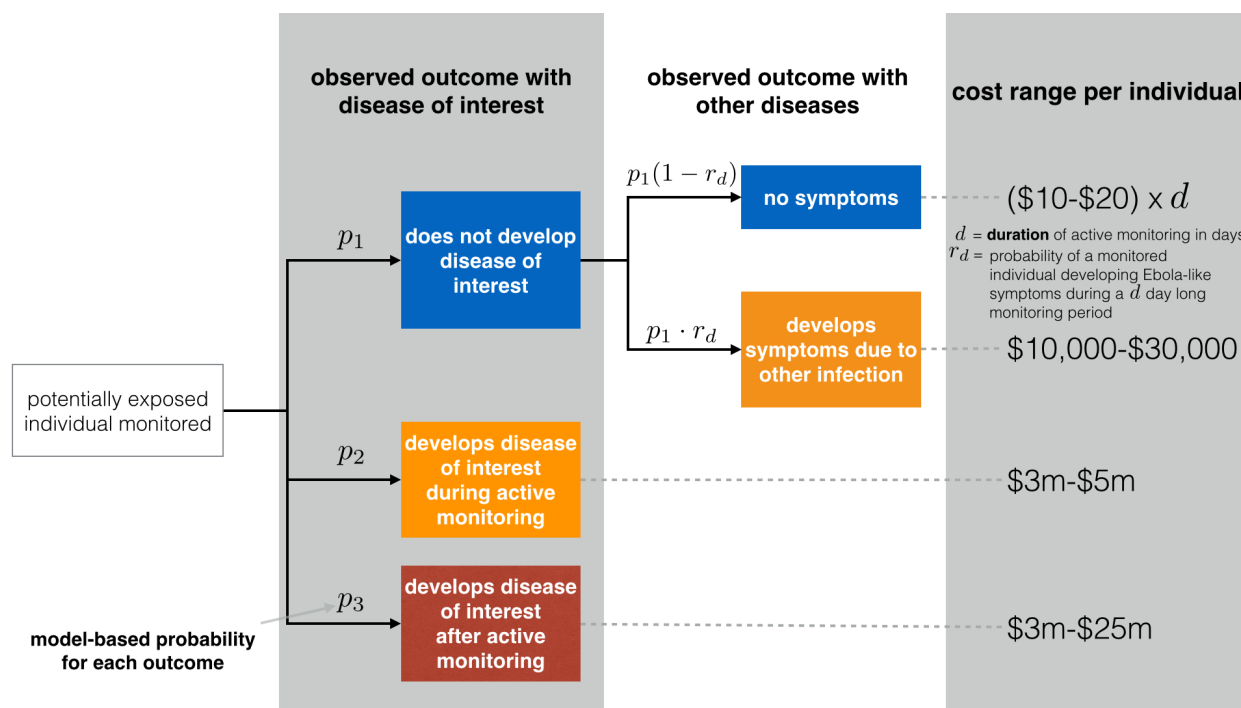 observed outcome with
disease of interest
observed outcome with
other diseases
cost range per individual
p₁(1 − r_d)
no symptoms
($10-$20) x d
p₁
does not develop
disease of
interest
d = duration of active monitoring in days
r_d = probability of a monitored
individual developing Ebola-like
symptoms during a d day long
monitoring period
p₁ · r_d
develops
symptoms due to
other infection
$10,000-$30,000
potentially exposed
individual monitored
p₂
develops disease
of interest
during active
monitoring
$3m-$5m
p₃
develops disease
of interest
after active
monitoring
$3m-$25m
model-based probability
for each outcome